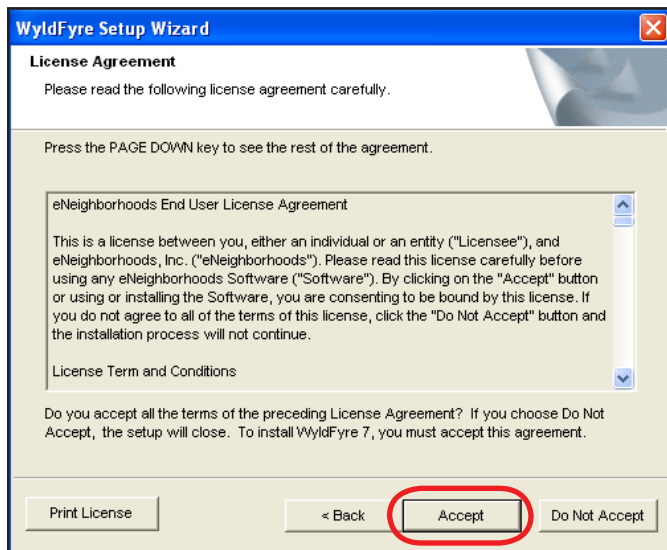 WyldFyre Setup Wizard
License Agreement
Please read the following license agreement carefully.
Press the PAGE DOWN key to see the rest of the agreement.
eNeighborhoods End User License Agreement
This is a license between you, either an individual or an entity ("Licensee"), and
eNeighborhoods, Inc. ("eNeighborhoods"). Please read this license carefully before
using any eNeighborhoods Software ("Software"). By clicking on the "Accept" button
or using or installing the Software, you are consenting to be bound by this license. If
you do not agree to all of the terms of this license, click the "Do Not Accept" button and
the installation process will not continue.
License Term and Conditions
Do you accept all the terms of the preceding License Agreement? If you choose Do Not
Accept, the setup will close. To install WyldFyre 7, you must accept this agreement.
Print License
< Back
Accept
Do Not Accept